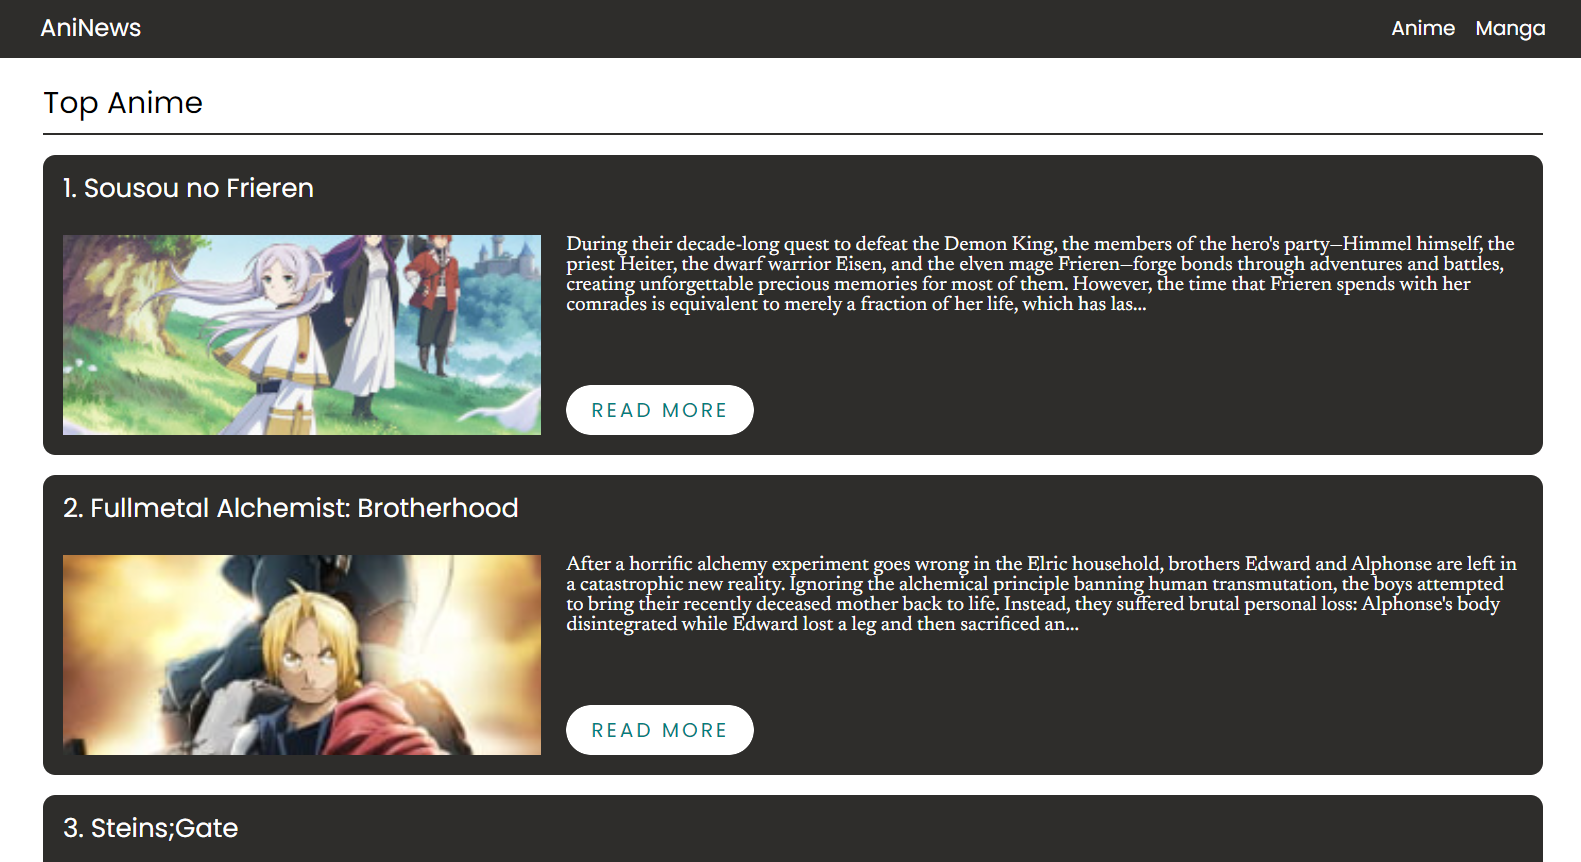 AniNews
Anime Manga
Top Anime
1. Sousou no Frieren
During their decade-long quest to defeat the Demon King, the members of the hero's party—Himmel himself, the
priest Heiter, the dwarf warrior Eisen, and the elven mage Frieren—forge bonds through adventures and battles,
creating unforgettable precious memories for most of them. However, the time that Frieren spends with her
comrades is equivalent to merely a fraction of her life, which has las...
READ MORE
2. Fullmetal Alchemist: Brotherhood
After a horrific alchemy experiment goes wrong in the Elric household, brothers Edward and Alphonse are left in
a catastrophic new reality. Ignoring the alchemical principle banning human transmutation, the boys attempted
to bring their recently deceased mother back to life. Instead, they suffered brutal personal loss: Alphonse's body
disintegrated while Edward lost a leg and then sacrificed an...
READ MORE
3. Steins;Gate